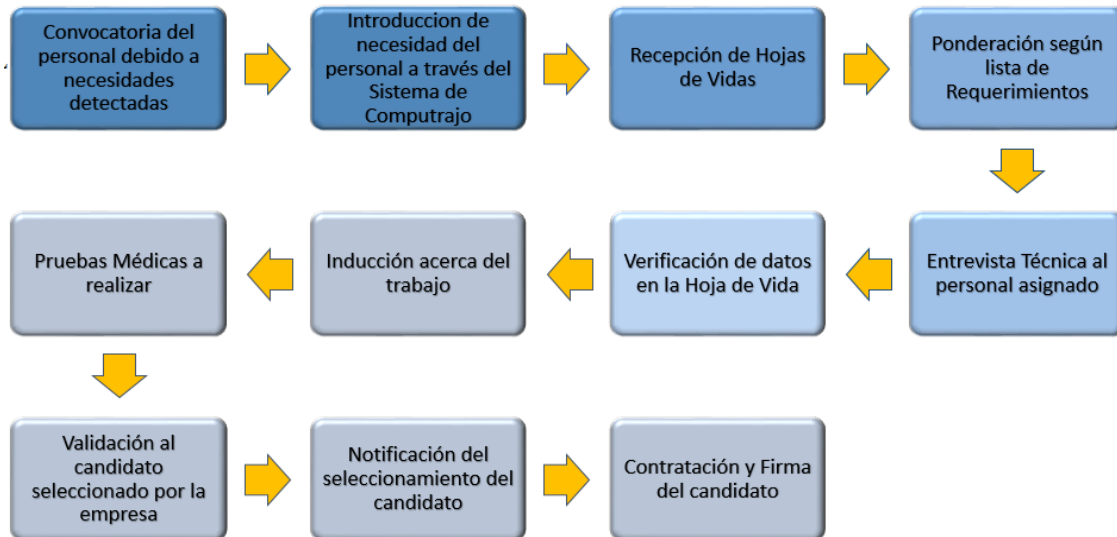 Convocatoria del
personal debido a
necesidades
detectadas
Introduccion de
necesidad del
personal a través del
Sistema de
Computrajo
Recepción de Hojas
de Vidas
Ponderación según
lista de
Requerimientos
Entrevista Técnica al
personal asignado
Verificación de datos
en la Hoja de Vida
Inducción acerca del
trabajo
Pruebas Médicas a
realizar
Validación al
candidato
seleccionado por la
empresa
Notificación del
seleccionamiento del
candidato
Contratación y Firma
del candidato